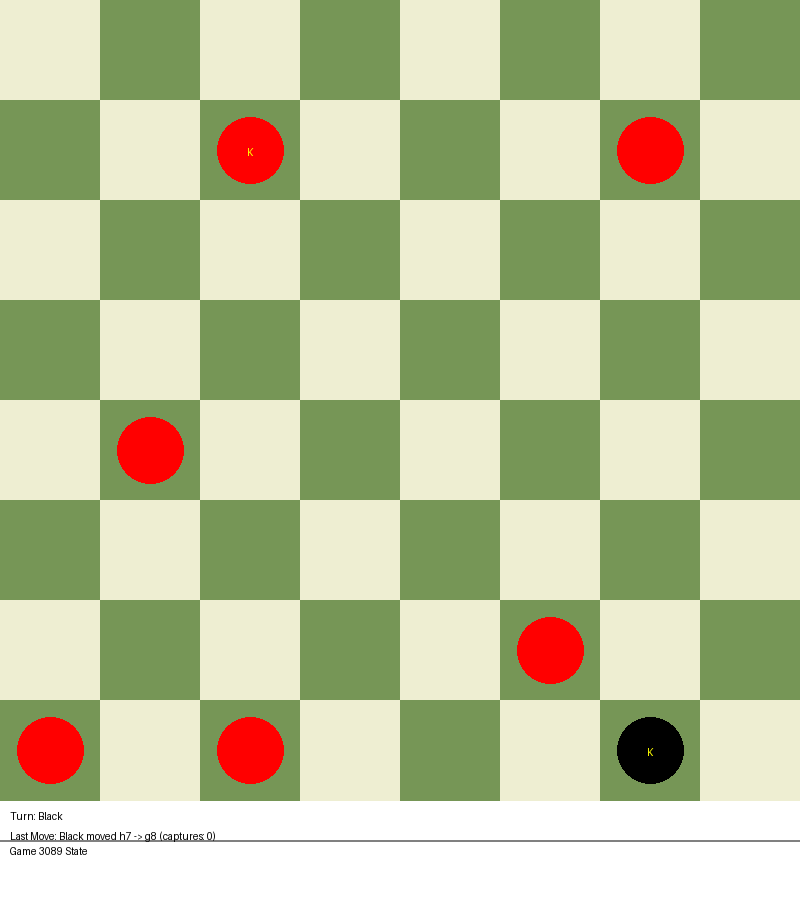 K
K
Turn: Black
Last Move: Black moved h7 -> g8 (captures: 0)
Game 3089 State